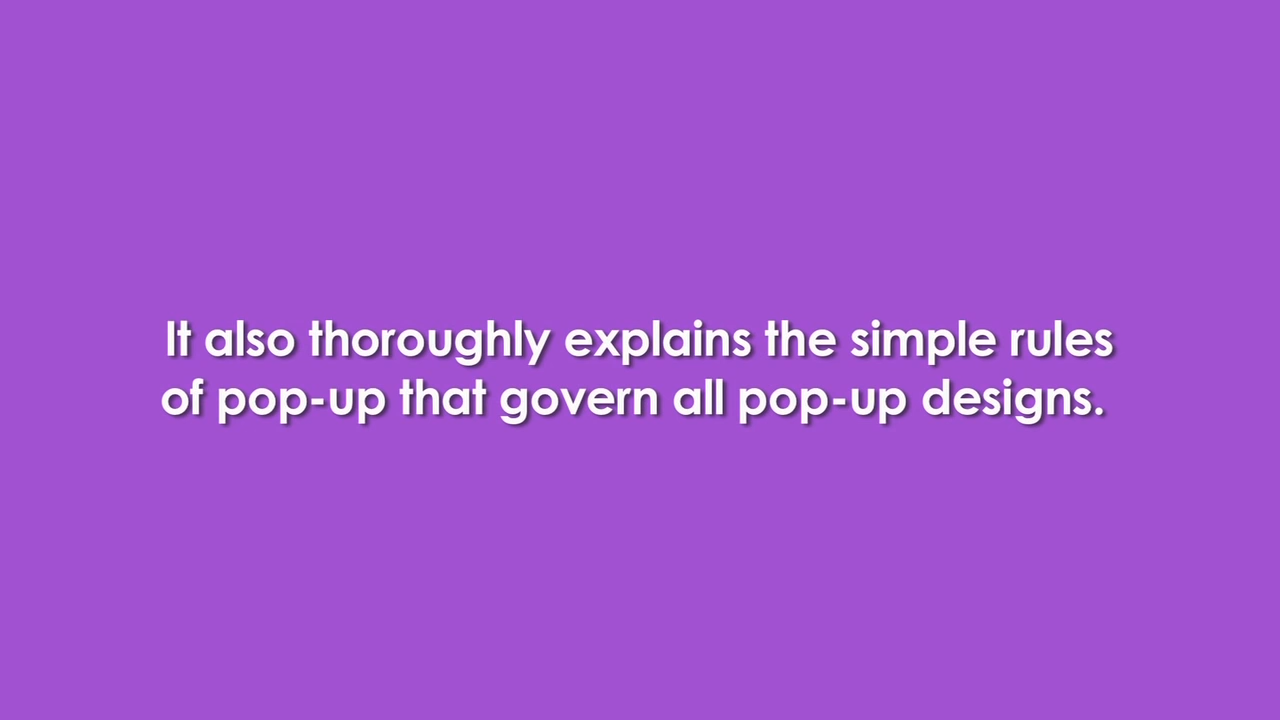 It also thoroughly explains the simple rules
of pop-up that govern all pop-up designs.